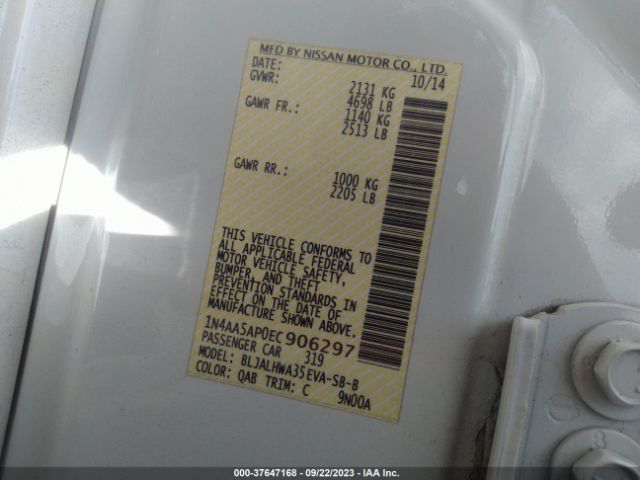 MFD BY NISSAN MOTOR CO., LTD.
DATE: 10/14
GVWR: 2131 KG
4698 LB
GAWR FR.: 1140 KG
2513 LB
GAWR RR.: 1000 KG
2205 LB
THIS VEHICLE CONFORMS TO
ALL APPLICABLE FEDERAL
MOTOR VEHICLE SAFETY,
BUMPER, AND THEFT
PREVENTION STANDARDS IN
EFFECT ON THE DATE OF
MANUFACTURE SHOWN ABOVE.
1N4AA5AP0EC906297
PASSENGER CAR 319
MODEL: BLJALHWA35EVA-SB-B
COLOR: QAB TRIM: C 9N00A
000-37647168 - 09/22/2023 - IAA Inc.